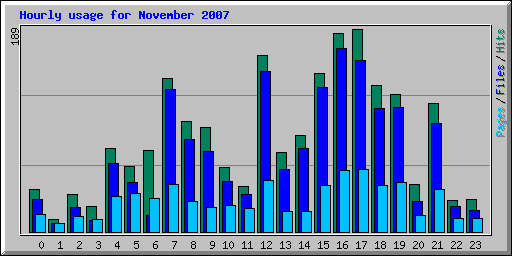 Hourly usage for November 2007
189
Pages / Files / Hits
0 1 2 3 4 5 6 7 8 9 10 11 12 13 14 15 16 17 18 19 20 21 22 23